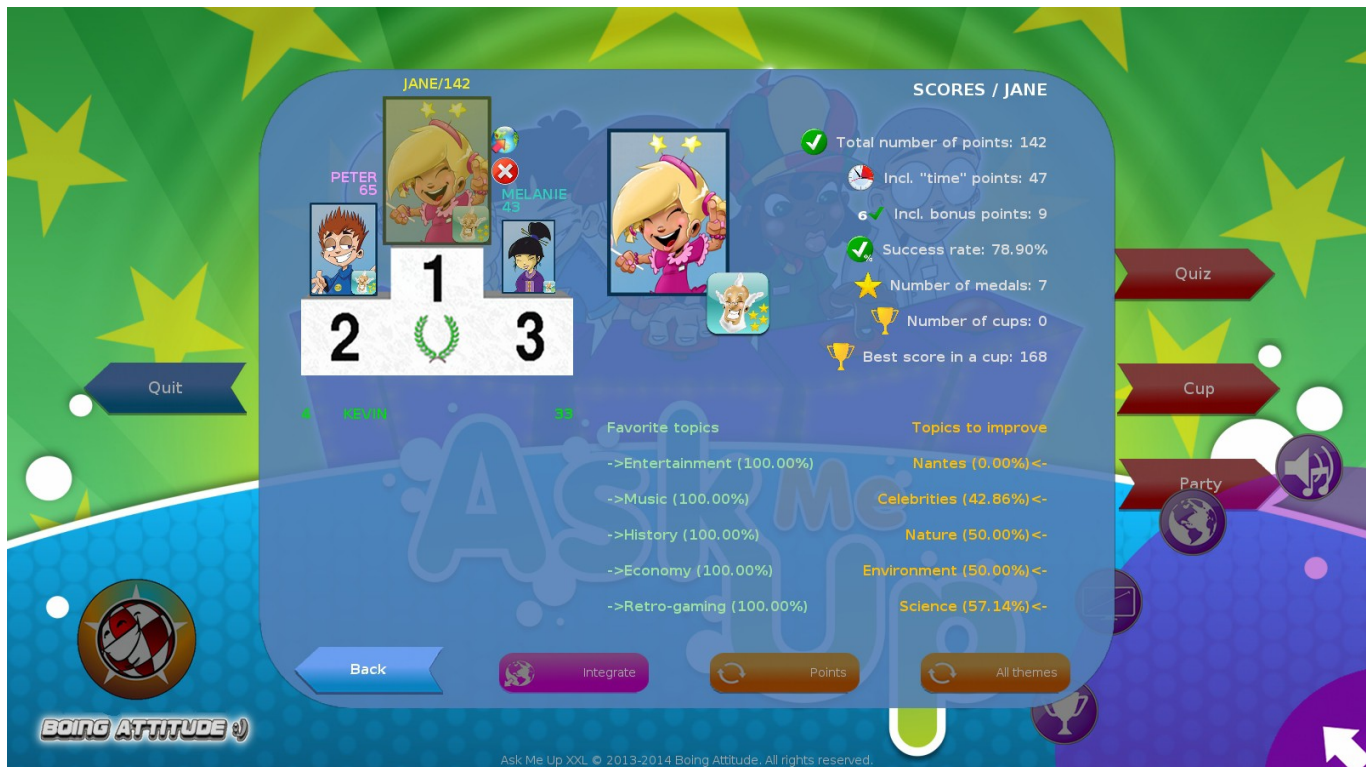 JANE/142
PETER
65
MELANIE
43
1
2
3
4 KEVIN 33
SCORES / JANE
Total number of points: 142
Incl. "time" points: 47
6 Incl. bonus points: 9
% Success rate: 78.90%
Number of medals: 7
Number of cups: 0
Best score in a cup: 168
Favorite topics
->Entertainment (100.00%)
->Music (100.00%)
->History (100.00%)
->Economy (100.00%)
->Retro-gaming (100.00%)
Topics to improve
Nantes (0.00%)<-
Celebrities (42.86%)<-
Nature (50.00%)<-
Environment (50.00%)<-
Science (57.14%)<-
Ask Me Up
Quit
Quiz
Cup
Party
Back
Integrate
Points
All themes
BOING ATTITUDE :)
Ask Me Up XXL © 2013-2014 Boing Attitude. All rights reserved.